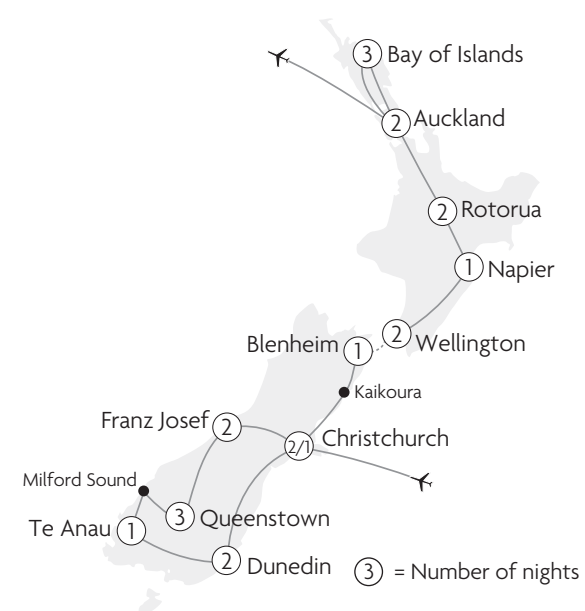 3 Bay of Islands
2 Auckland
2 Rotorua
1 Napier
2 Wellington
Blenheim 1
Kaikoura
Franz Josef 2
2/1 Christchurch
Milford Sound
3 Queenstown
Te Anau 1
2 Dunedin
3 = Number of nights